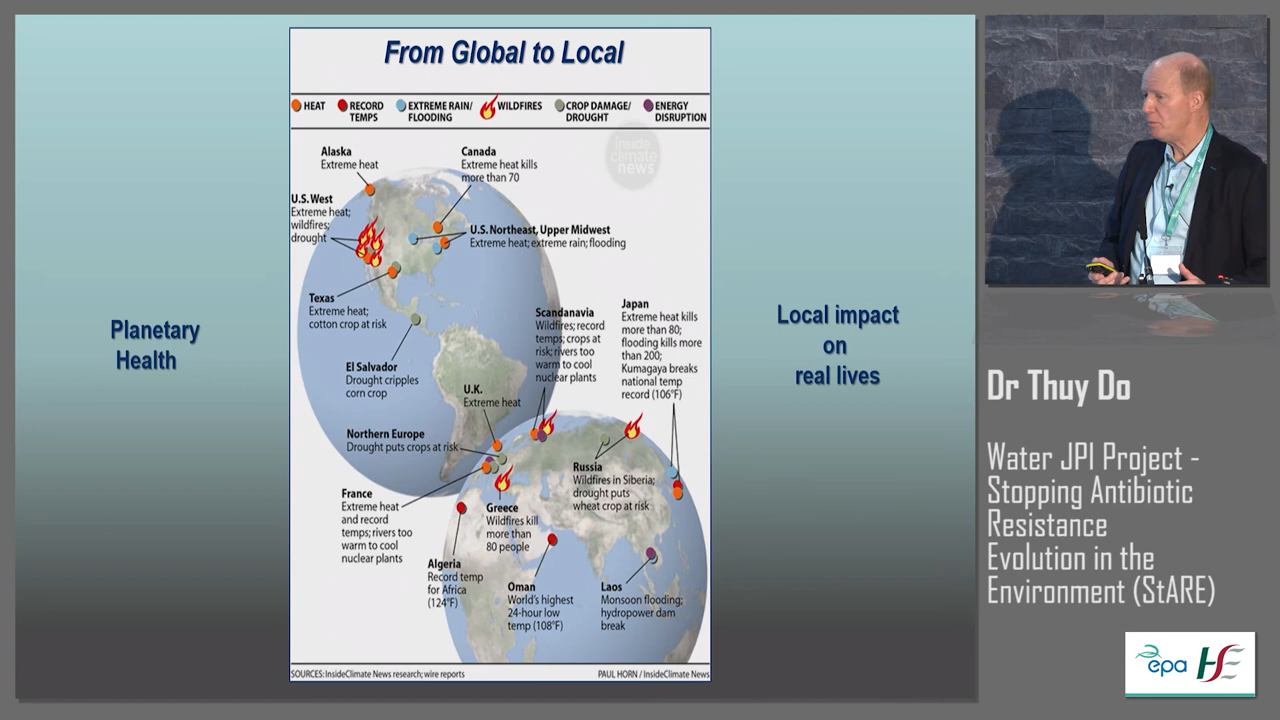 From Global to Local
HEAT
RECORD
TEMPS
EXTREME RAIN/
FLOODING
WILDFIRES
CROP DAMAGE/
DROUGHT
ENERGY
DISRUPTION
inside
climate
news
Alaska
Extreme heat
Canada
Extreme heat kills
more than 70
U.S. West
Extreme heat;
wildfires;
drought
U.S. Northeast, Upper Midwest
Extreme heat; extreme rain; flooding
Texas
Extreme heat;
cotton crop at risk
El Salvador
Drought cripples
corn crop
Scandanavia
Wildfires; record
temps; crops at
risk; rivers too
warm to cool
nuclear plants
Japan
Extreme heat kills
more than 80;
flooding kills more
than 200;
Kumagaya breaks
national temp
record (106°F)
U.K.
Extreme heat
Northern Europe
Drought puts crops at risk
France
Extreme heat
and record
temps; rivers too
warm to cool
nuclear plants
Greece
Wildfires kill
more than
80 people
Russia
Wildfires in Siberia;
drought puts
wheat crop at risk
Algeria
Record temp
for Africa
(124°F)
Oman
World's highest
24-hour low
temp (108°F)
Laos
Monsoon flooding;
hydropower dam
break
SOURCES: InsideClimate News research; wire reports
PAUL HORN / InsideClimate News
Planetary
Health
Local impact
on
real lives
Dr Thuy Do
Water JPI Project -
Stopping Antibiotic
Resistance
Evolution in the
Environment (StARE)
epa
HSE